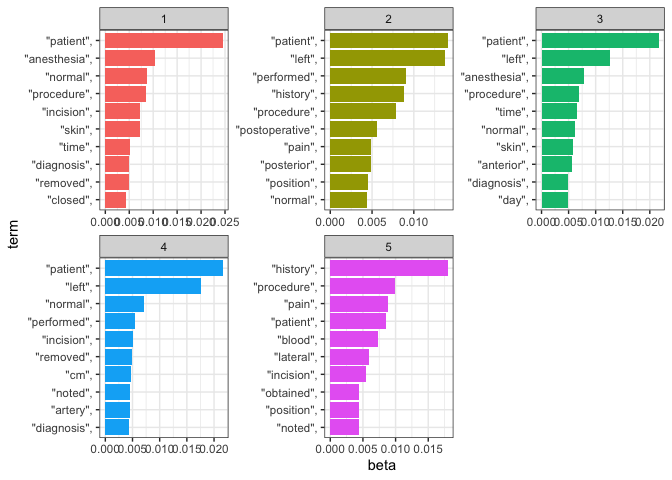 1
"patient",
"anesthesia",
"normal",
"procedure",
"incision",
"skin",
"time",
"diagnosis",
"removed",
"closed",
0.000 0.005 0.010 0.015 0.020 0.025
2
"patient",
"left",
"performed",
"history",
"procedure",
"postoperative",
"pain",
"posterior",
"position",
"normal",
0.000 0.005 0.010
3
"patient",
"left",
"anesthesia",
"procedure",
"time",
"normal",
"skin",
"anterior",
"diagnosis",
"day",
0.000 0.005 0.010 0.015 0.020
term
4
"patient",
"left",
"normal",
"performed",
"incision",
"removed",
"cm",
"noted",
"artery",
"diagnosis",
0.000 0.005 0.010 0.015 0.020
5
"history",
"procedure",
"pain",
"patient",
"blood",
"lateral",
"incision",
"obtained",
"position",
"noted",
0.000 0.005 0.010 0.015
beta